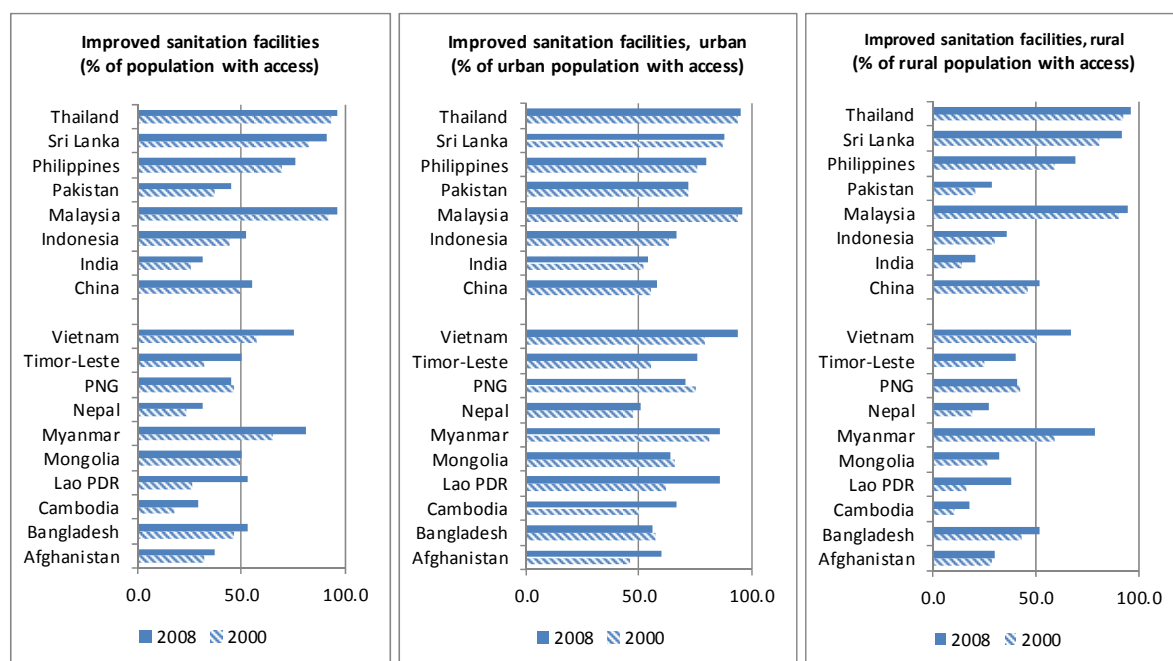 Improved sanitation facilities
(% of population with access)
Thailand
Sri Lanka
Philippines
Pakistan
Malaysia
Indonesia
India
China
Vietnam
Timor-Leste
PNG
Nepal
Myanmar
Mongolia
Lao PDR
Cambodia
Bangladesh
Afghanistan
0.0 50.0 100.0
2008 2000
Improved sanitation facilities, urban
(% of urban population with access)
Thailand
Sri Lanka
Philippines
Pakistan
Malaysia
Indonesia
India
China
Vietnam
Timor-Leste
PNG
Nepal
Myanmar
Mongolia
Lao PDR
Cambodia
Bangladesh
Afghanistan
0.0 50.0 100.0
2008 2000
Improved sanitation facilities, rural
(% of rural population with access)
Thailand
Sri Lanka
Philippines
Pakistan
Malaysia
Indonesia
India
China
Vietnam
Timor-Leste
PNG
Nepal
Myanmar
Mongolia
Lao PDR
Cambodia
Bangladesh
Afghanistan
0.0 50.0 100.0
2008 2000